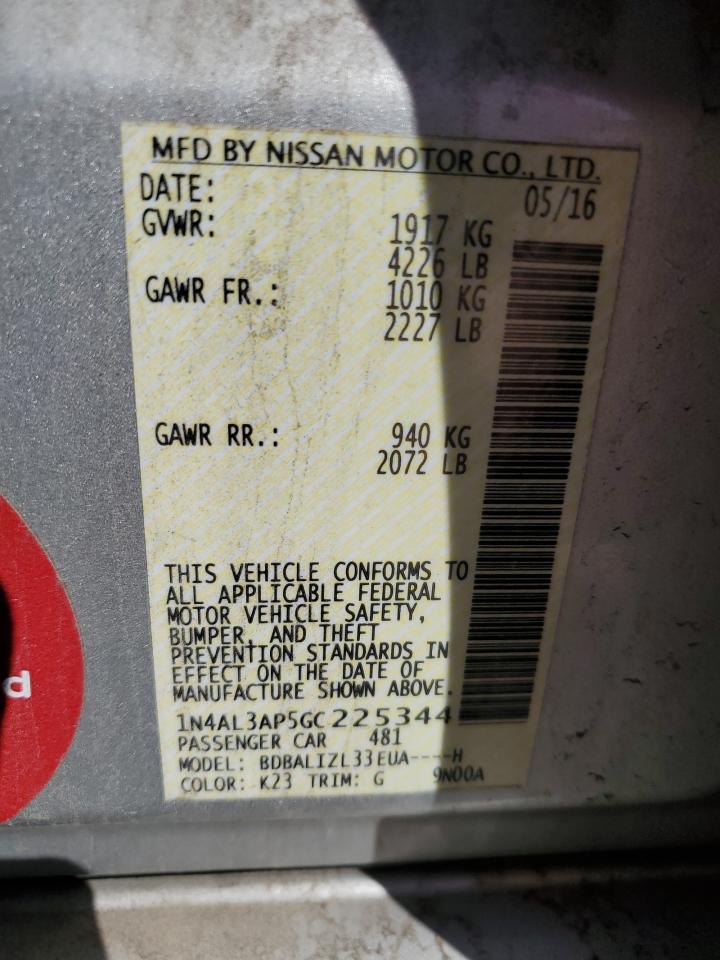 MFD BY NISSAN MOTOR CO., LTD.
DATE: 05/16
GVWR: 1917 KG
4226 LB
GAWR FR.: 1010 KG
2227 LB
GAWR RR.: 940 KG
2072 LB
THIS VEHICLE CONFORMS TO
ALL APPLICABLE FEDERAL
MOTOR VEHICLE SAFETY,
BUMPER, AND THEFT
PREVENTION STANDARDS IN
EFFECT ON THE DATE OF
MANUFACTURE SHOWN ABOVE.
1N4AL3AP5GC225344
PASSENGER CAR 481
MODEL: BDBALIZL33EUA----H
COLOR: K23 TRIM: G 9N00A